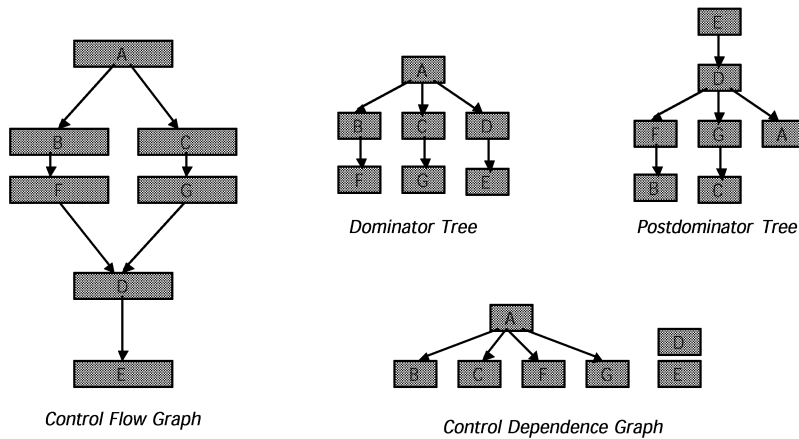 A
B C
F G
D
E
Control Flow Graph
A
B C D
F G E
Dominator Tree
E
D
F G A
B C
Postdominator Tree
A
B C F G
D
E
Control Dependence Graph